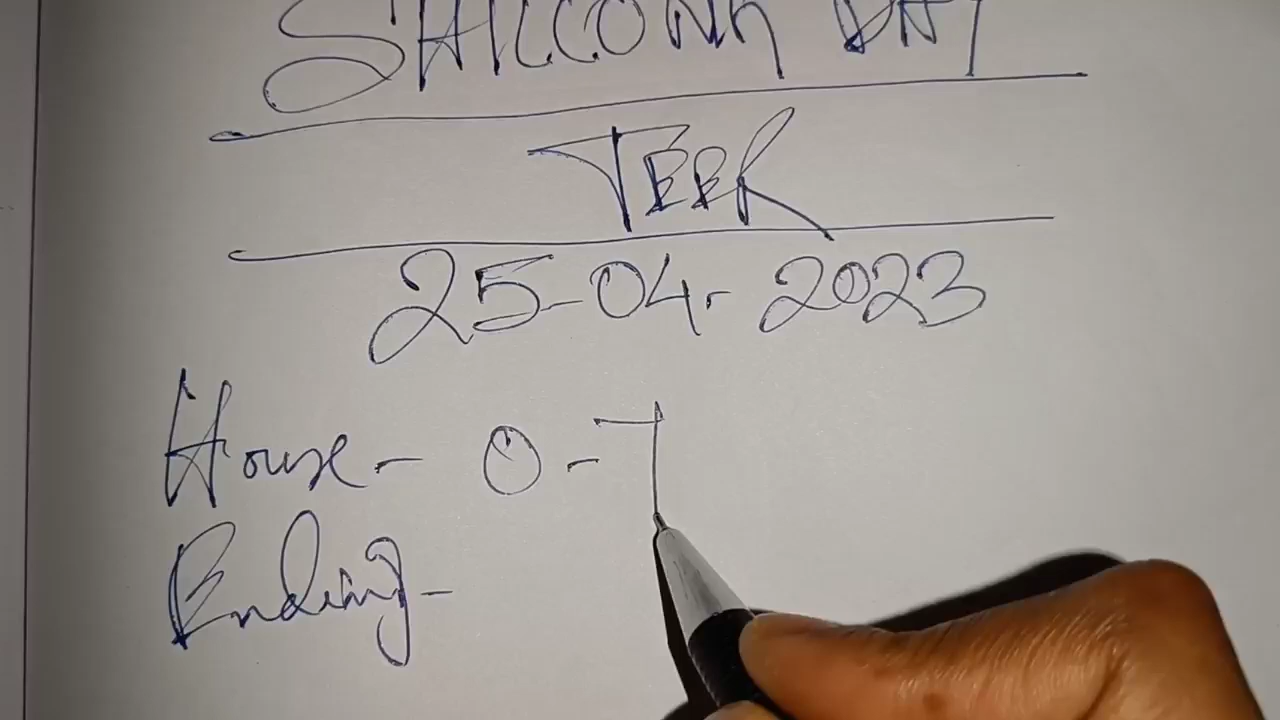 SHILLONG DAY
TEER
25-04-2023
House - 0 - 7
Ending -